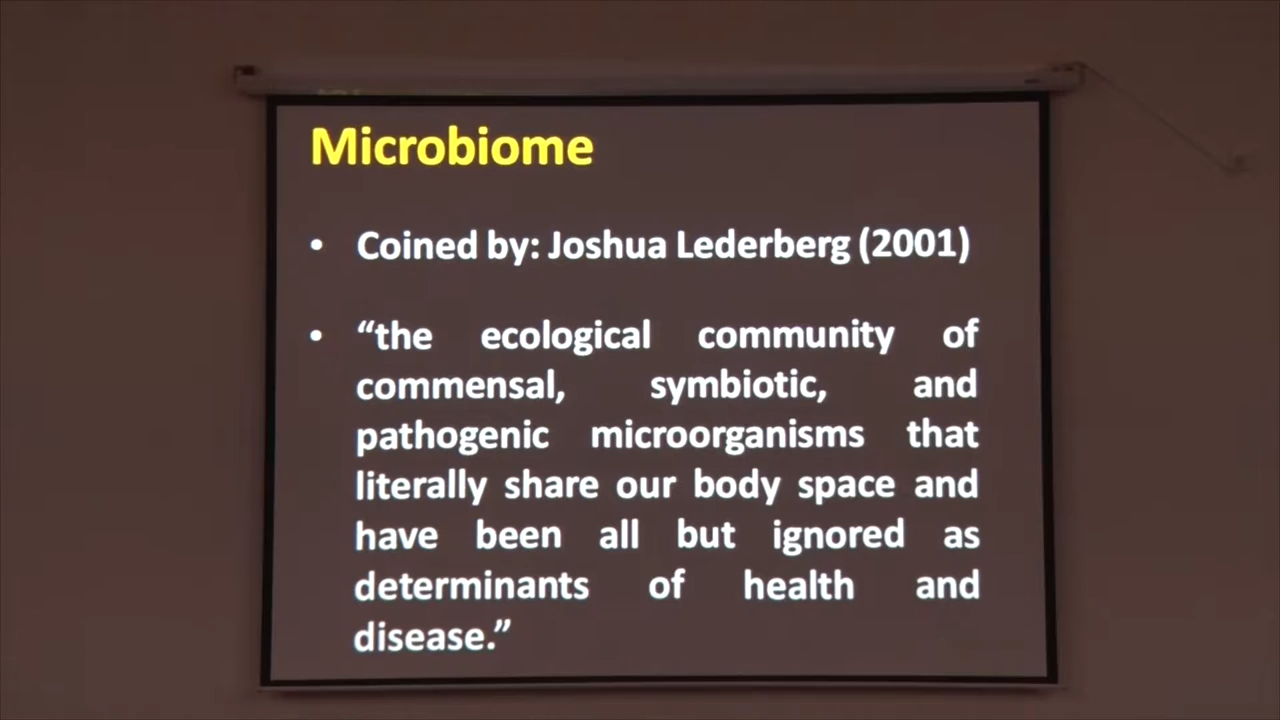 Microbiome
• Coined by: Joshua Lederberg (2001)
• “the ecological community of
commensal, symbiotic, and
pathogenic microorganisms that
literally share our body space and
have been all but ignored as
determinants of health and
disease.”